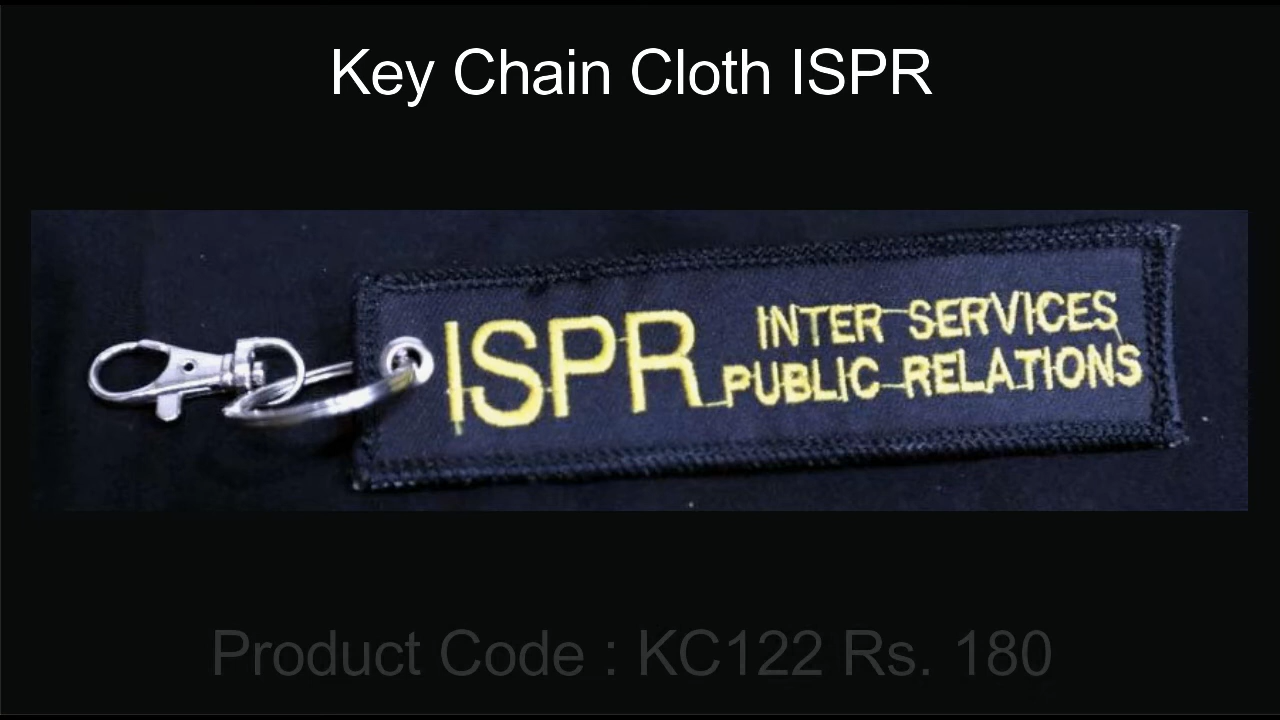 Key Chain Cloth ISPR
ISPR INTER SERVICES
PUBLIC RELATIONS
Product Code : KC122 Rs. 180